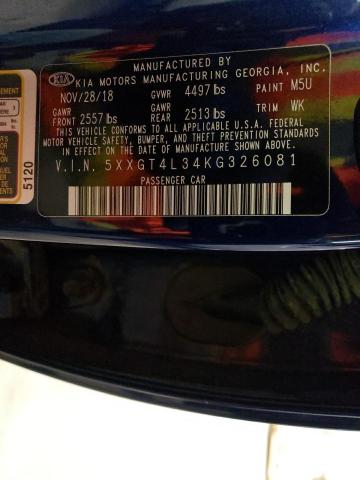 MANUFACTURED BY
KIA KIA MOTORS MANUFACTURING GEORGIA, INC.
NOV/28/18 GVWR 4497 lbs PAINT M5U
GAWR FRONT 2557 lbs GAWR REAR 2513 lbs TRIM WK
THIS VEHICLE CONFORMS TO ALL APPLICABLE U.S.A. FEDERAL
MOTOR VEHICLE SAFETY, BUMPER, AND THEFT PREVENTION STANDARDS
IN EFFECT ON THE DATE OF MANUFACTURE SHOWN ABOVE.
V.I.N. 5XXGT4L34KG326081
PASSENGER CAR
5120